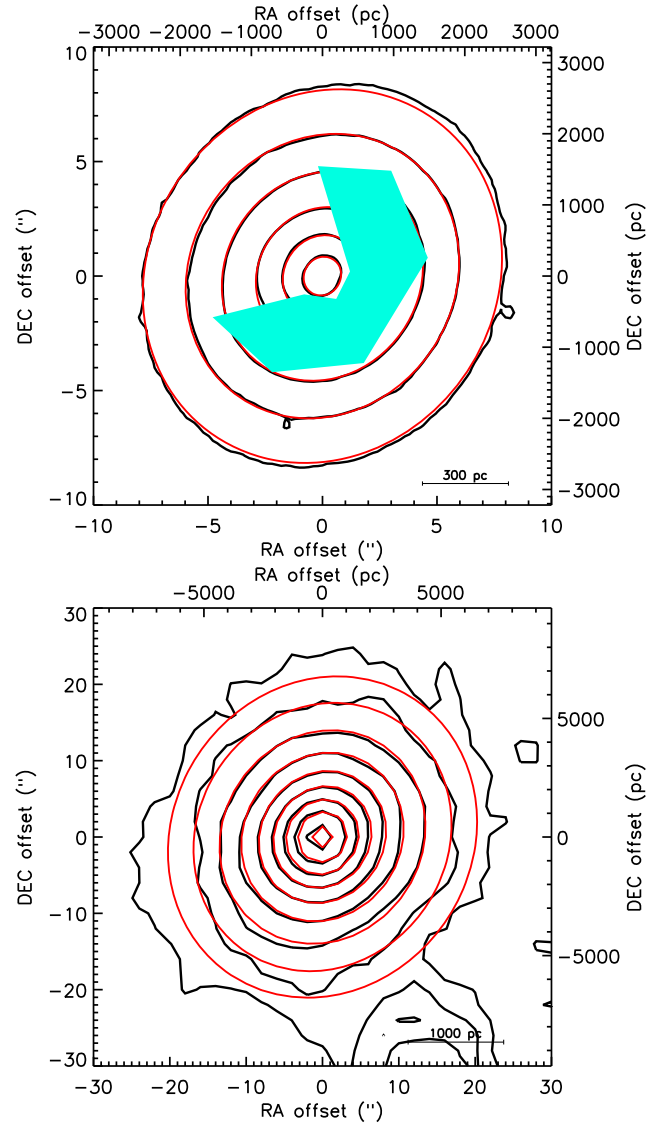 RA offset (pc)
−3000 −2000 −1000 0 1000 2000 3000
10 5 0 −5 −10
DEC offset (")
3000 2000 1000 0 −1000 −2000 −3000
DEC offset (pc)
300 pc
−10 −5 0 5 10
RA offset (")
RA offset (pc)
−5000 0 5000
30 20 10 0 −10 −20 −30
DEC offset (")
5000 0 −5000
DEC offset (pc)
1000 pc
−30 −20 −10 0 10 20 30
RA offset (")